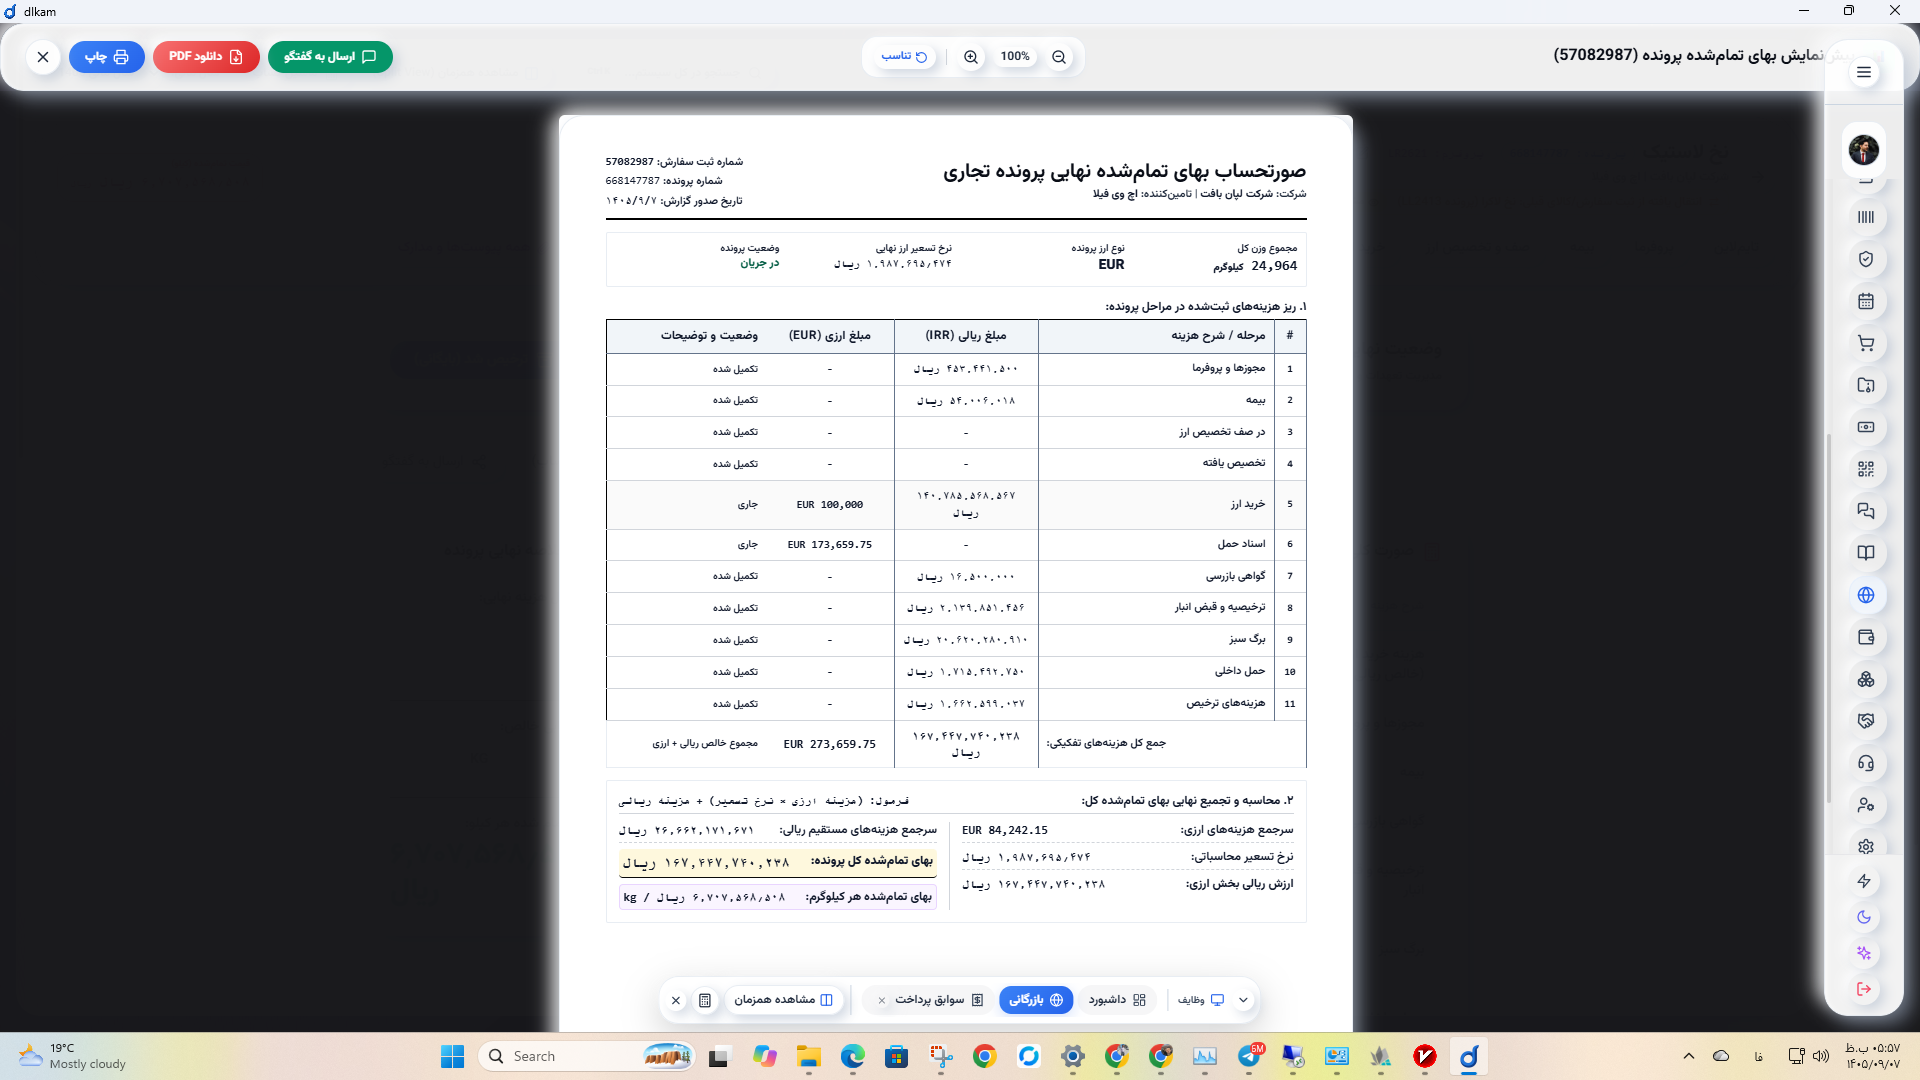 dlkam
پیش‌نمایش بهای تمام‌شده پرونده (57082987)
100%
تناسب
ارسال به گفتگو
دانلود PDF
چاپ
صورتحساب بهای تمام‌شده نهایی پرونده تجاری
شرکت: شرکت لپان بافت | تامین‌کننده: اچ وی فیلا
شماره ثبت سفارش: 57082987
شماره پرونده: 668147787
تاریخ صدور گزارش: ۱۴۰۵/۹/۷
مجموع وزن کل
24,964 کیلوگرم
نوع ارز پرونده
EUR
نرخ تسعیر ارز نهایی
۱.۹۸۷.۶۹۵/۴۷۴ ریال
وضعیت پرونده
در جریان
۱. ریز هزینه‌های ثبت‌شده در مراحل پرونده:
# مرحله / شرح هزینه مبلغ ریالی (IRR) مبلغ ارزی (EUR) وضعیت و توضیحات
1 مجوزها و پروفرما ۴۵۳.۴۴۱.۵۰۰ ریال - تکمیل شده
2 بیمه ۵۴.۰۰۶.۰۱۸ ریال - تکمیل شده
3 در صف تخصیص ارز - - تکمیل شده
4 تخصیص یافته - - تکمیل شده
5 خرید ارز ۱۴۰.۷۸۵.۵۶۸.۵۶۷ ریال EUR 100,000 جاری
6 اسناد حمل - EUR 173,659.75 جاری
7 گواهی بازرسی ۱۶.۵۰۰.۰۰۰ ریال - تکمیل شده
8 ترخیصیه و قبض انبار ۲.۱۳۹.۸۵۱.۴۵۶ ریال - تکمیل شده
9 برگ سبز ۲۰.۶۲۰.۲۸۰.۹۱۰ ریال - تکمیل شده
10 حمل داخلی ۱.۷۱۵.۴۹۲.۷۵۰ ریال - تکمیل شده
11 هزینه‌های ترخیص ۱.۶۶۲.۵۹۹.۰۳۷ ریال - تکمیل شده
جمع کل هزینه‌های تفکیکی: ۱۶۷,۴۴۷,۷۴۰,۲۳۸ ریال EUR 273,659.75 مجموع خالص ریالی + ارزی
۲. محاسبه و تجمیع نهایی بهای تمام‌شده کل:
فرمول: (هزینه ارزی × نرخ تسعیر) + هزینه ریالی
سرجمع هزینه‌های ارزی: EUR 84,242.15
نرخ تسعیر محاسباتی: ۱,۹۸۷,۶۹۵/۴۷۴ ریال
ارزش ریالی بخش ارزی: ۱۶۷,۴۴۷,۷۴۰,۲۳۸ ریال
سرجمع هزینه‌های مستقیم ریالی: ۲۶,۶۶۲,۱۷۱,۶۷۱ ریال
بهای تمام‌شده کل پرونده: ۱۶۷,۴۴۷,۷۴۰,۲۳۸ ریال
بهای تمام‌شده هر کیلوگرم: ۶,۷۰۷,۵۶۸/۵۰۸ ریال / kg
وظایف
داشبورد
بازرگانی
سوابق پرداخت
مشاهده همزمان
19°C
Mostly cloudy
Search
6M
فا
۰۵:۵۷ ب.ظ
۱۴۰۵/۰۹/۰۷